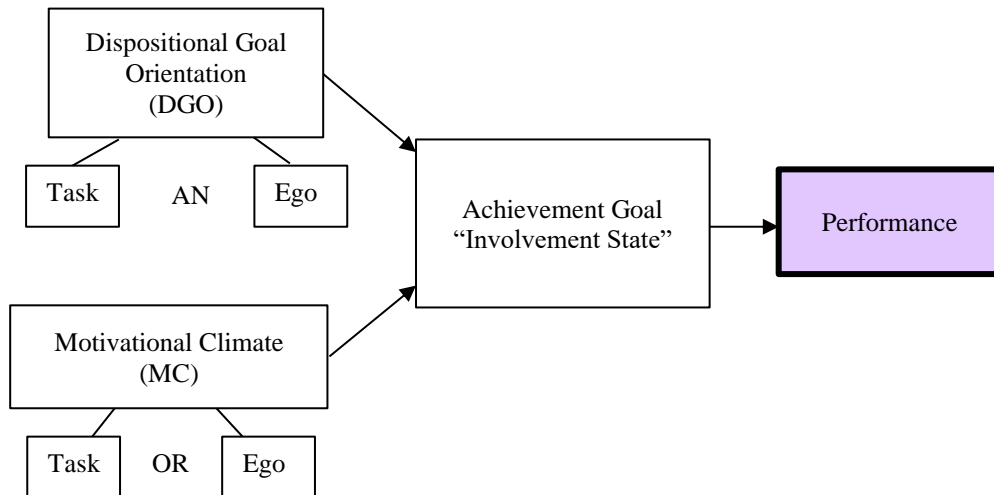 Dispositional Goal
Orientation
(DGO)
Task
AN
Ego
Achievement Goal
“Involvement State”
Performance
Motivational Climate
(MC)
Task
OR
Ego